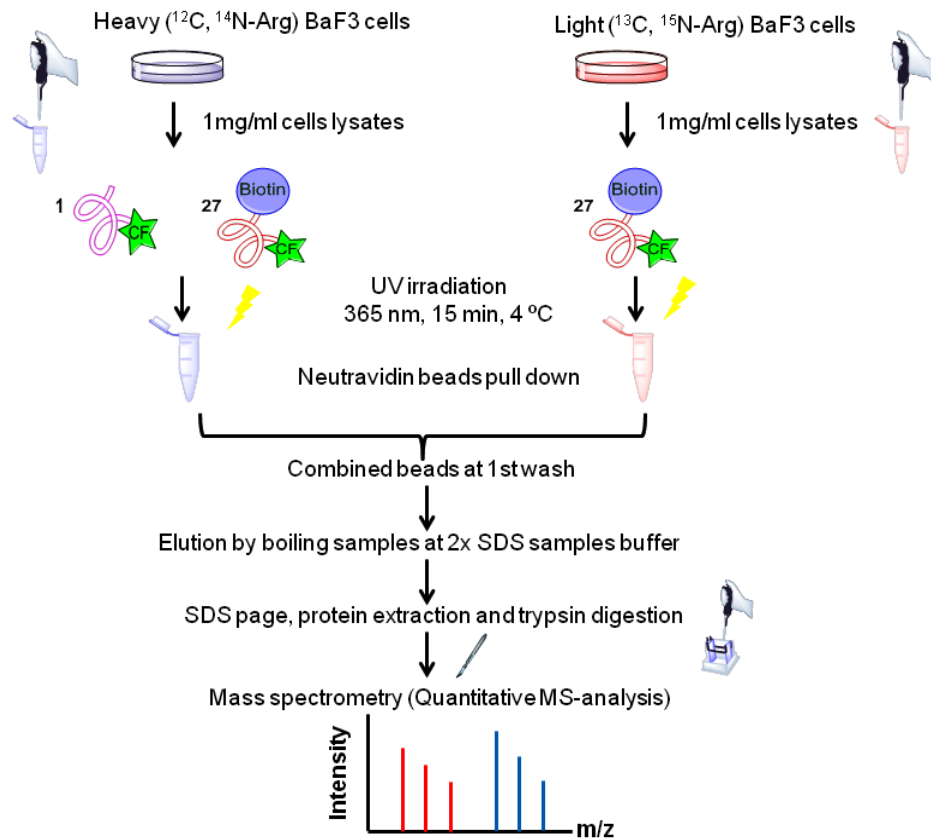 Heavy (¹²C, ¹⁴N-Arg) BaF3 cells
Light (¹³C, ¹⁵N-Arg) BaF3 cells
1mg/ml cells lysates
1mg/ml cells lysates
1
CF
27
Biotin
CF
27
Biotin
CF
UV irradiation
365 nm, 15 min, 4 ºC
Neutravidin beads pull down
Combined beads at 1st wash
Elution by boiling samples at 2x SDS samples buffer
SDS page, protein extraction and trypsin digestion
Mass spectrometry (Quantitative MS-analysis)
Intensity
m/z